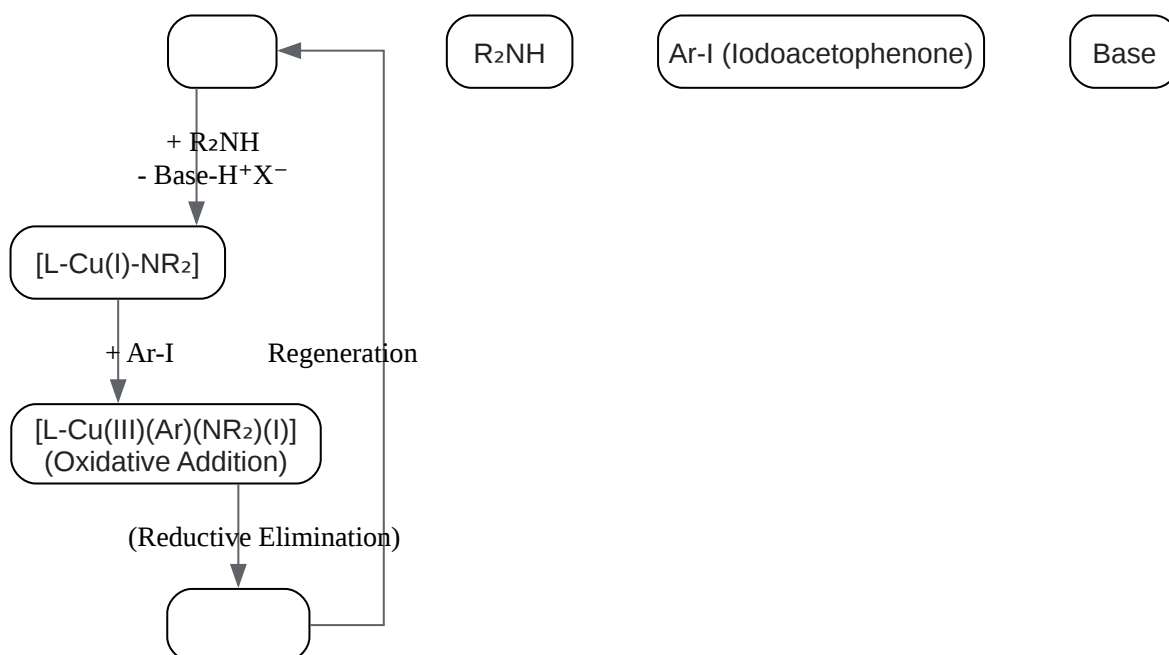 R₂NH
Ar-I (Iodoacetophenone)
Base
+ R₂NH
- Base-H⁺X⁻
[L-Cu(I)-NR₂]
+ Ar-I
Regeneration
[L-Cu(III)(Ar)(NR₂)(I)]
(Oxidative Addition)
(Reductive Elimination)